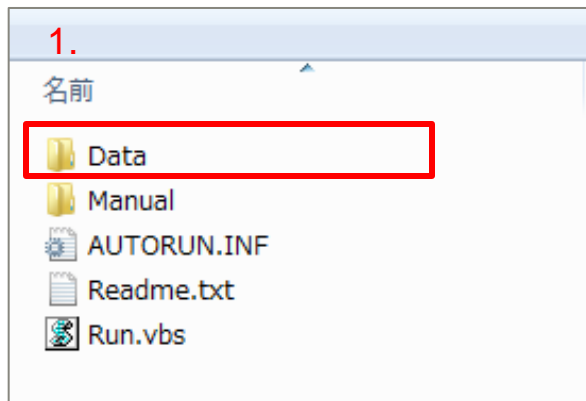 1.
名前
Data
Manual
AUTORUN.INF
Readme.txt
Run.vbs